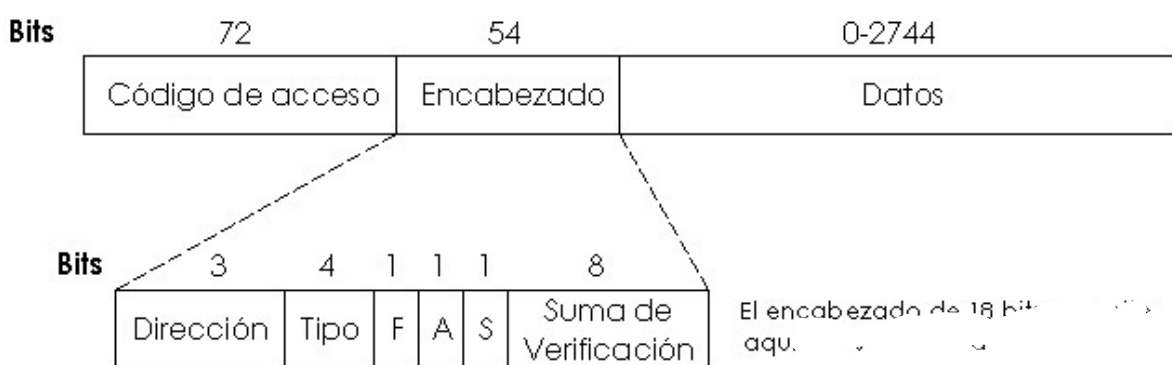 Bits 72 54 0-2744
Código de acceso Encabezado Datos
Bits 3 4 1 1 1 8
Dirección Tipo F A S Suma de Verificación
El encabezado de 18